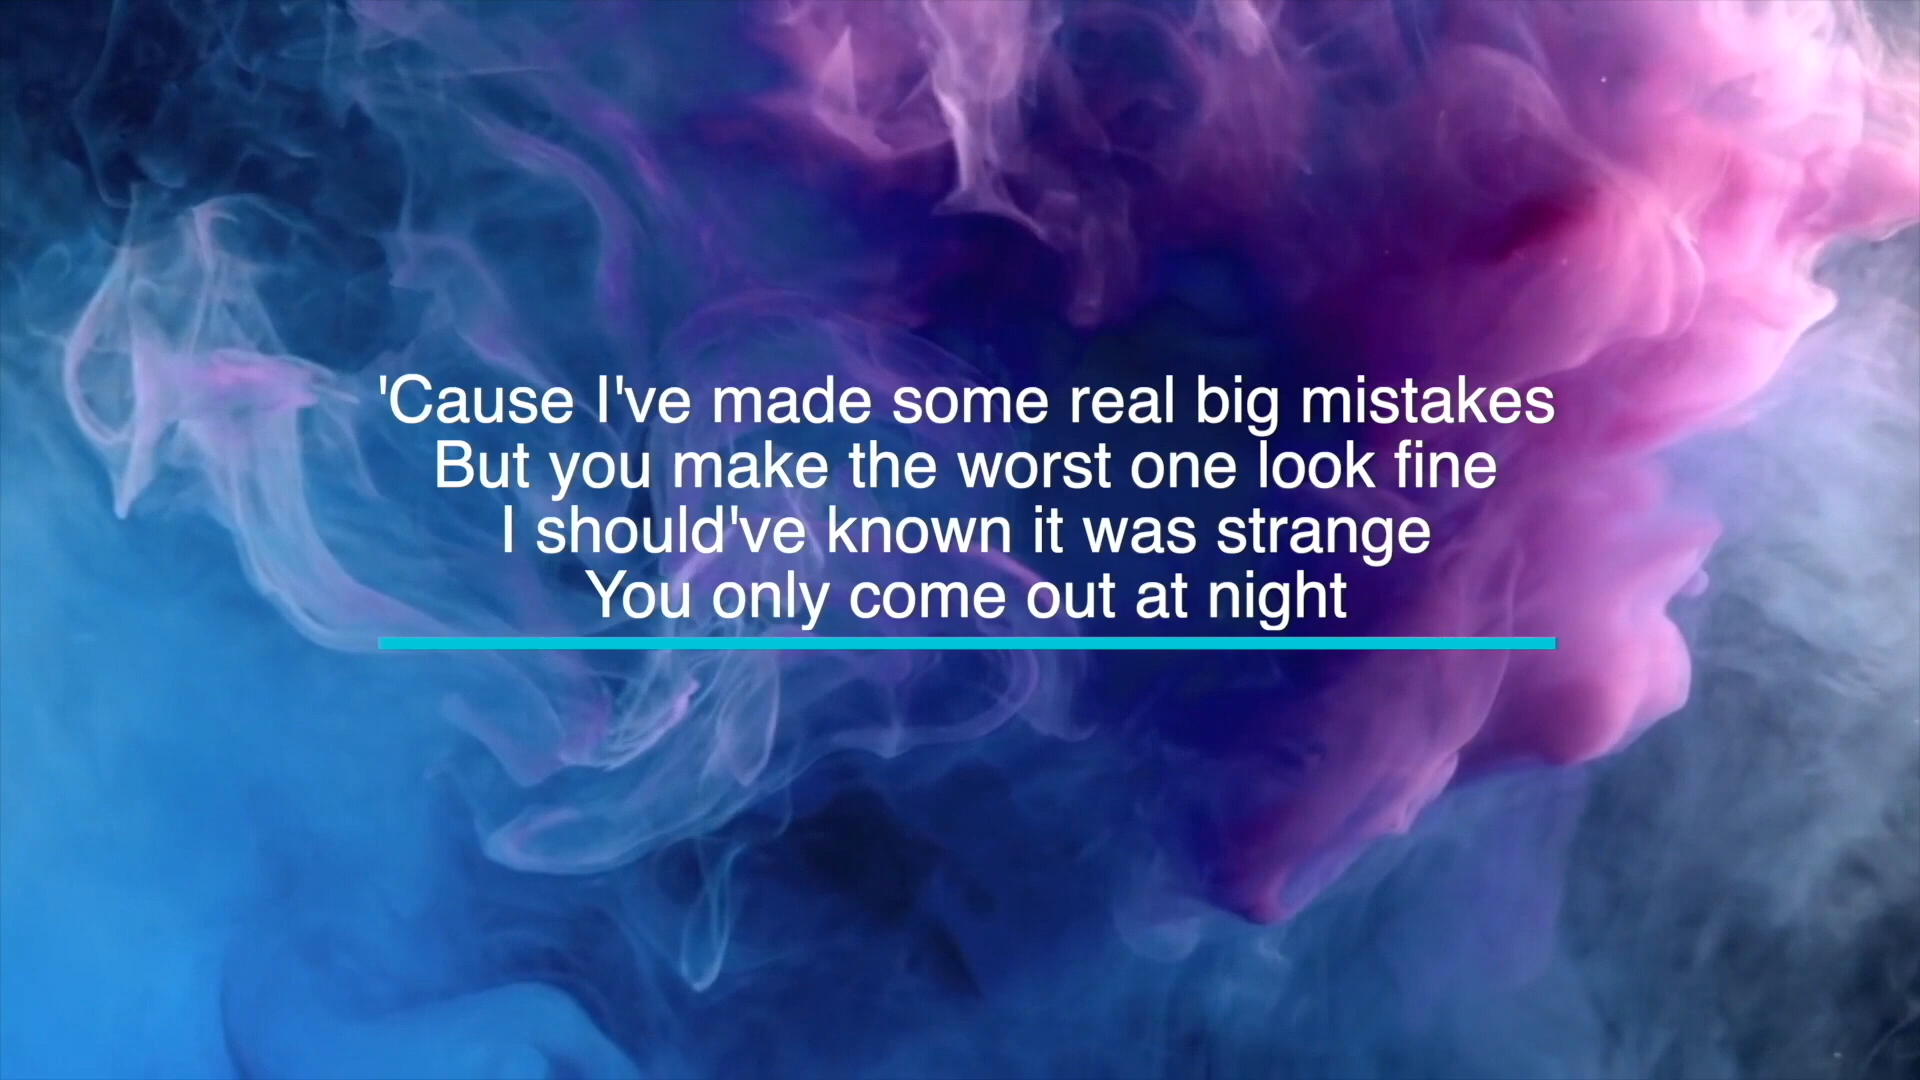 'Cause I've made some real big mistakes
But you make the worst one look fine
I should've known it was strange
You only come out at night